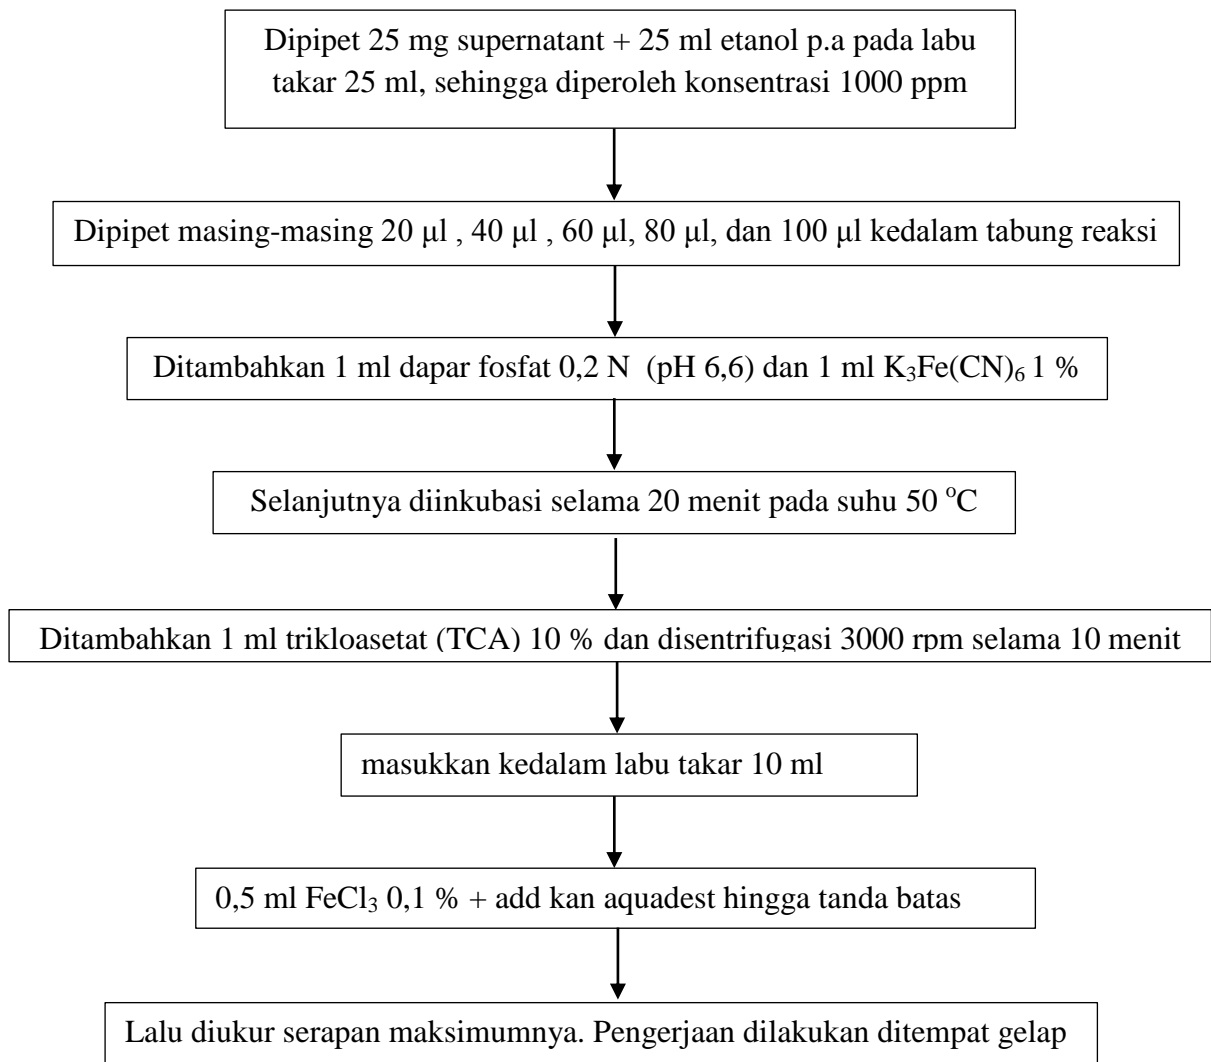 Dipipet 25 mg supernatant + 25 ml etanol p.a pada labu
takar 25 ml, sehingga diperoleh konsentrasi 1000 ppm
Dipipet masing-masing 20 μl , 40 μl , 60 μl, 80 μl, dan 100 μl kedalam tabung reaksi
Ditambahkan 1 ml dapar fosfat 0,2 N (pH 6,6) dan 1 ml K₃Fe(CN)₆ 1 %
Selanjutnya diinkubasi selama 20 menit pada suhu 50 °C
Ditambahkan 1 ml trikloasetat (TCA) 10 % dan disentrifugasi 3000 rpm selama 10 menit
masukkan kedalam labu takar 10 ml
0,5 ml FeCl₃ 0,1 % + add kan aquadest hingga tanda batas
Lalu diukur serapan maksimumnya. Pengerjaan dilakukan ditempat gelap